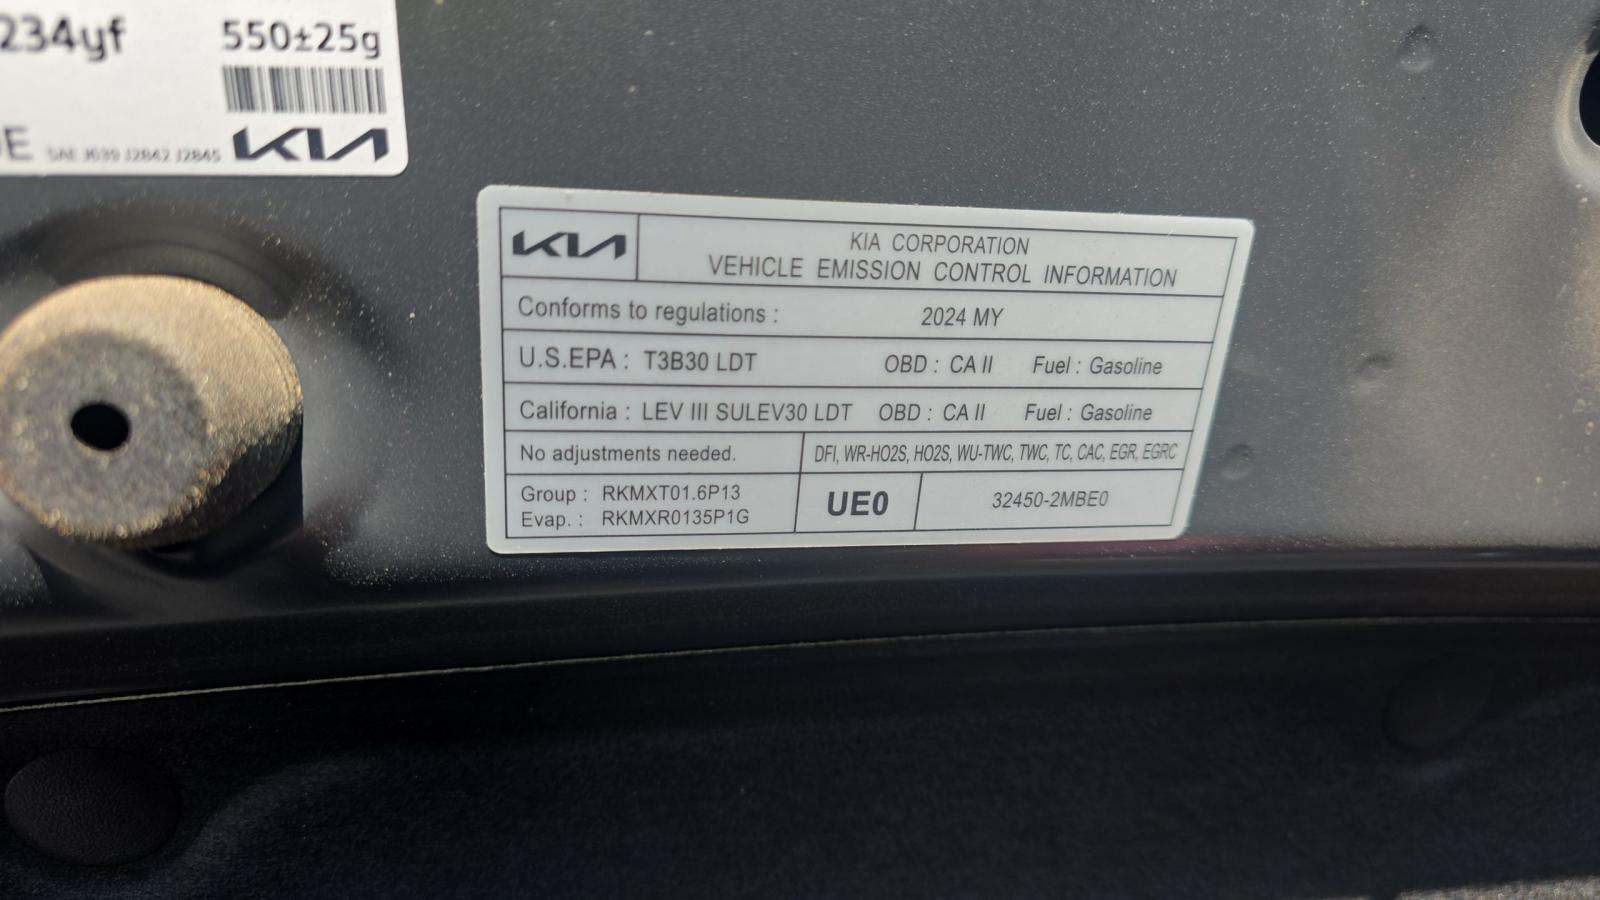 234yf 550±25g
E SAE J639 J2842 J2845 KIA
KIA
KIA CORPORATION
VEHICLE EMISSION CONTROL INFORMATION
Conforms to regulations : 2024 MY
U.S.EPA : T3B30 LDT OBD : CA II Fuel : Gasoline
California : LEV III SULEV30 LDT OBD : CA II Fuel : Gasoline
No adjustments needed. DFI, WR-HO2S, HO2S, WU-TWC, TWC, TC, CAC, EGR, EGRC
Group : RKMXT01.6P13
Evap. : RKMXR0135P1G
UE0
32450-2MBE0